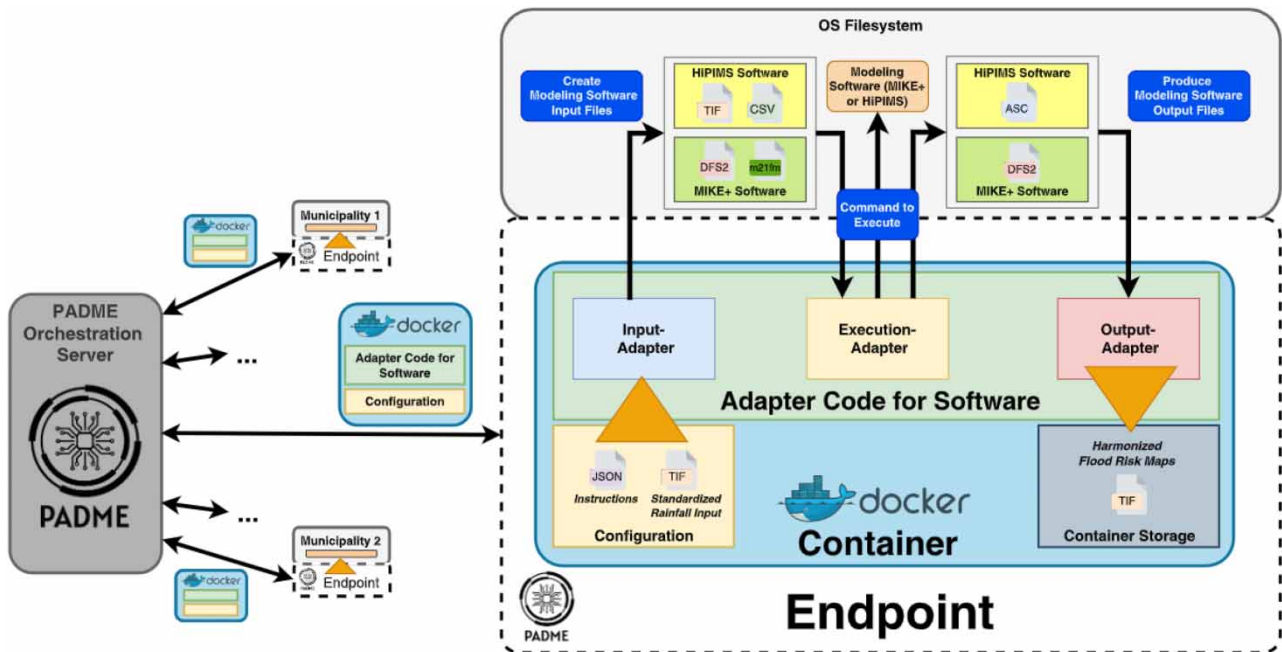 OS Filesystem
Create
Modeling Software
Input Files
HiPIMS Software
TIF
CSV
DFS2
m21fm
MIKE+ Software
Modeling
Software (MIKE+
or HiPIMS)
HiPIMS Software
ASC
DFS2
MIKE+ Software
Produce
Modeling Software
Output Files
Command to
Execute
docker
Municipality 1
Endpoint
PADME
Orchestration
Server
PADME
...
docker
Adapter Code for
Software
Configuration
...
Municipality 2
Endpoint
docker
Input-
Adapter
Execution-
Adapter
Output-
Adapter
Adapter Code for Software
JSON
Instructions
TIF
Standardized
Rainfall Input
Configuration
docker
Container
Harmonized
Flood Risk Maps
TIF
Container Storage
PADME
Endpoint